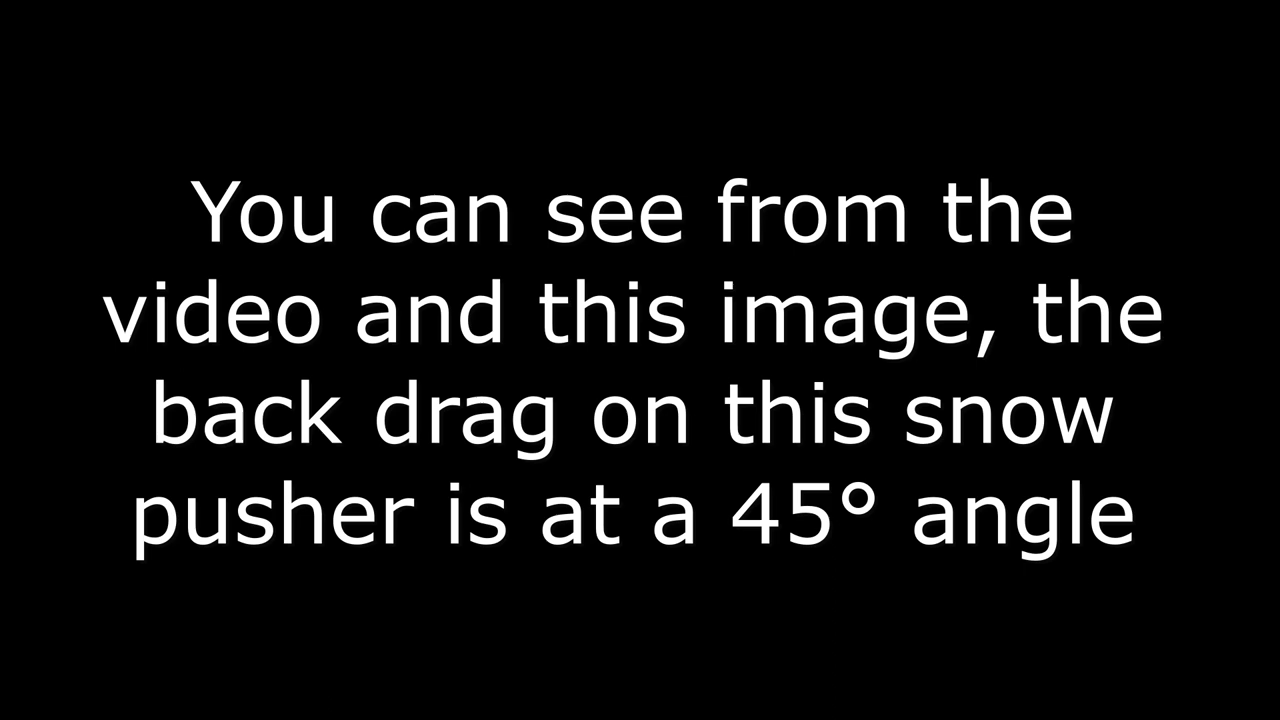 You can see from the
video and this image, the
back drag on this snow
pusher is at a 45° angle